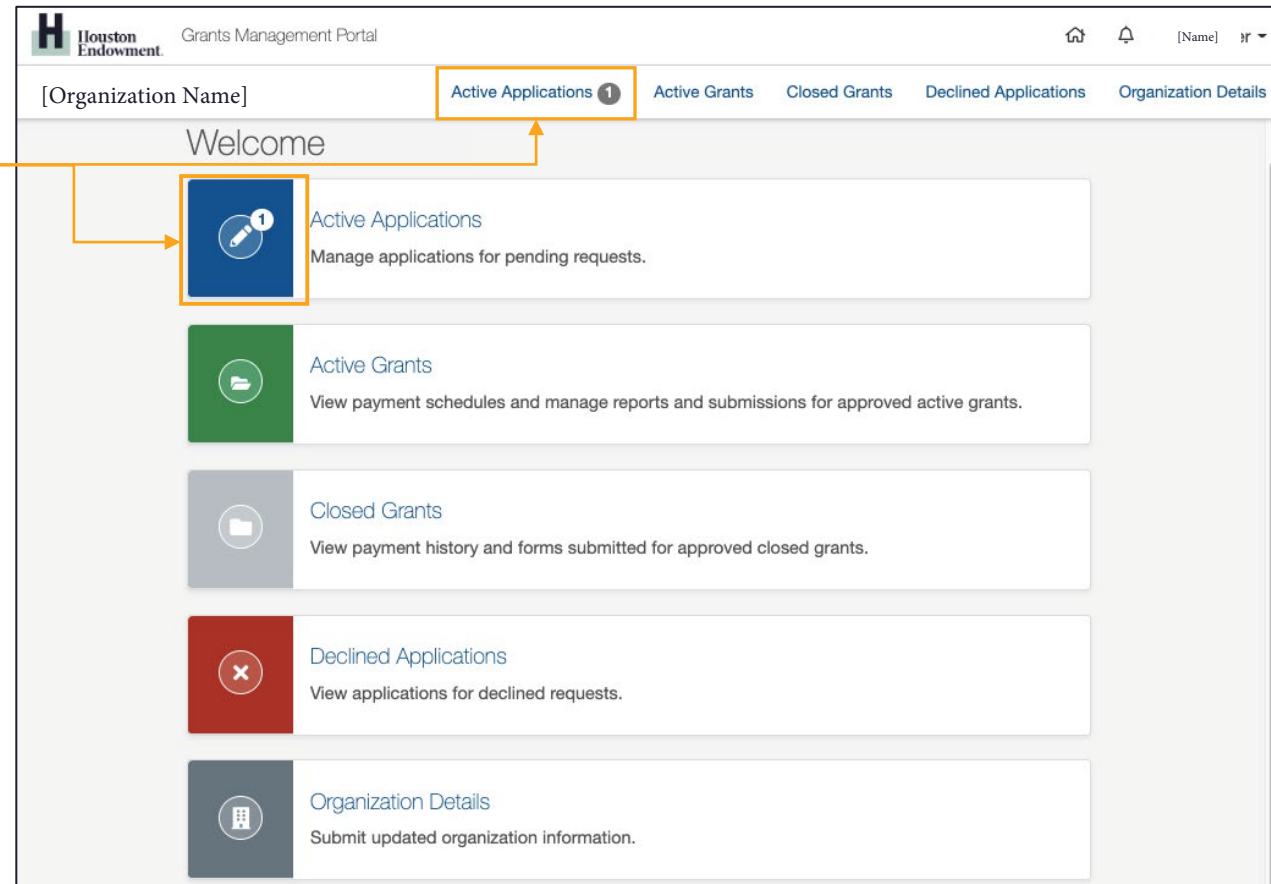 H Houston Endowment. Grants Management Portal [Name] er
[Organization Name] Active Applications 1 Active Grants Closed Grants Declined Applications Organization Details
Welcome
1
Active Applications
Manage applications for pending requests.
Active Grants
View payment schedules and manage reports and submissions for approved active grants.
Closed Grants
View payment history and forms submitted for approved closed grants.
Declined Applications
View applications for declined requests.
Organization Details
Submit updated organization information.